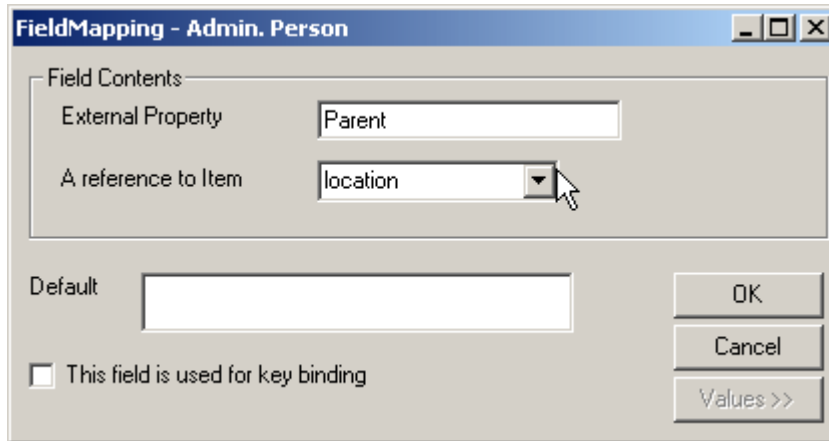 FieldMapping - Admin. Person
Field Contents
External Property
Parent
A reference to Item
location
Default
OK
Cancel
This field is used for key binding
Values >>